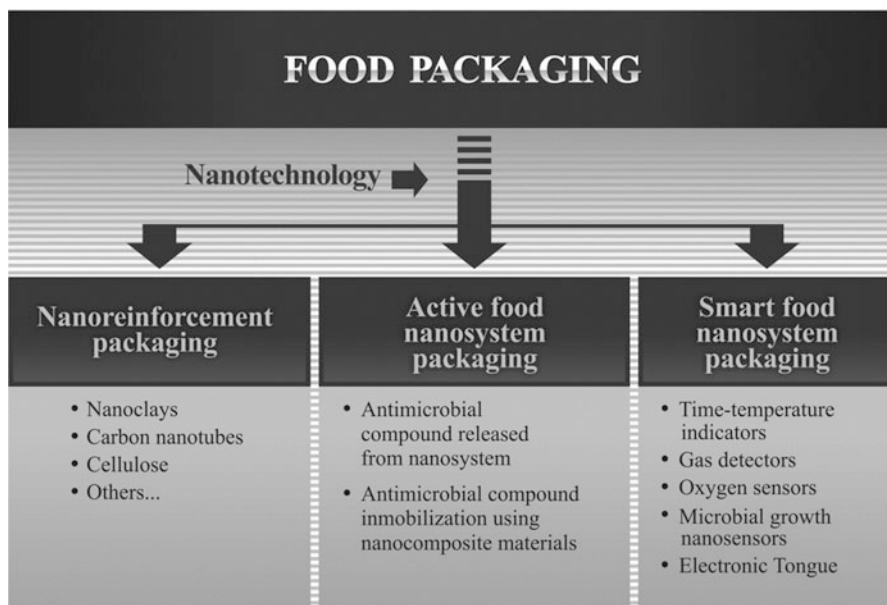 FOOD PACKAGING
Nanotechnology
Nanoreinforcement
packaging
Active food
nanosystem
packaging
Smart food
nanosystem
packaging
• Nanoclays
• Carbon nanotubes
• Cellulose
• Others...
• Antimicrobial
compound released
from nanosystem
• Antimicrobial compound
inmobilization using
nanocomposite materials
• Time-temperature
indicators
• Gas detectors
• Oxygen sensors
• Microbial growth
nanosensors
• Electronic Tongue